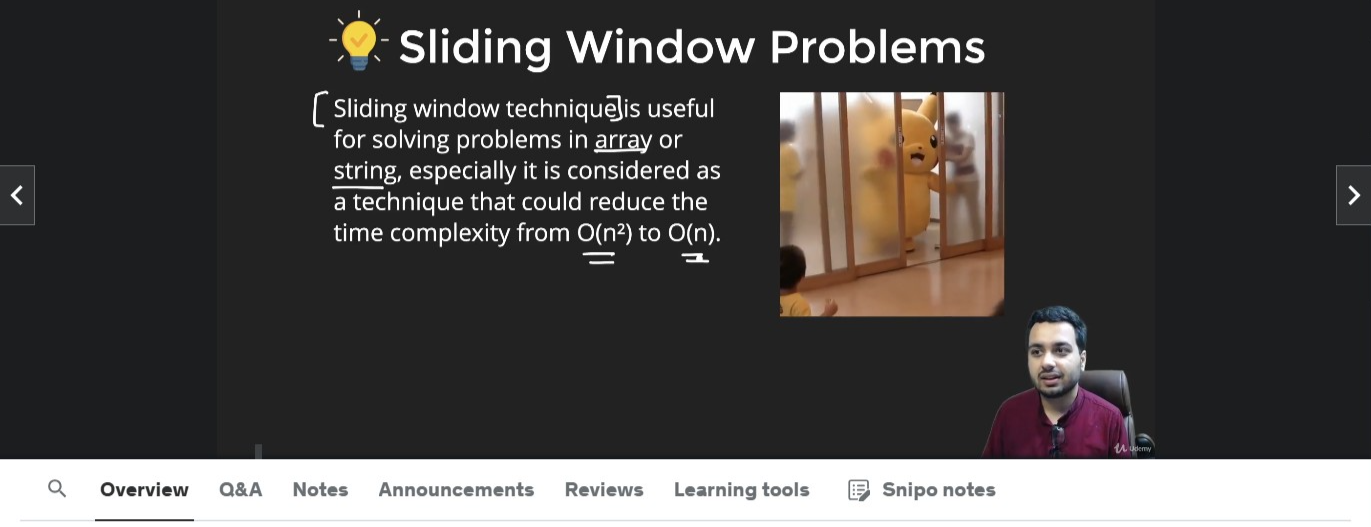 Sliding Window Problems
Sliding window technique is useful
for solving problems in array or
string, especially it is considered as
a technique that could reduce the
time complexity from O(n²) to O(n).
Udemy
Overview Q&A Notes Announcements Reviews Learning tools Snipo notes